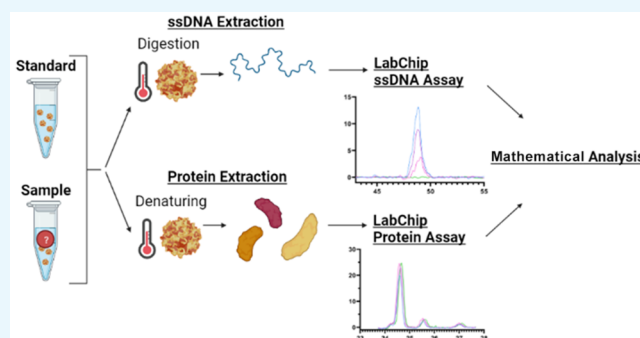 ssDNA Extraction
Digestion
Standard
LabChip
ssDNA Assay
15
10
5
0
45
50
55
Mathematical Analysis
Sample
?
Protein Extraction
Denaturing
LabChip
Protein Assay
30
20
10
0